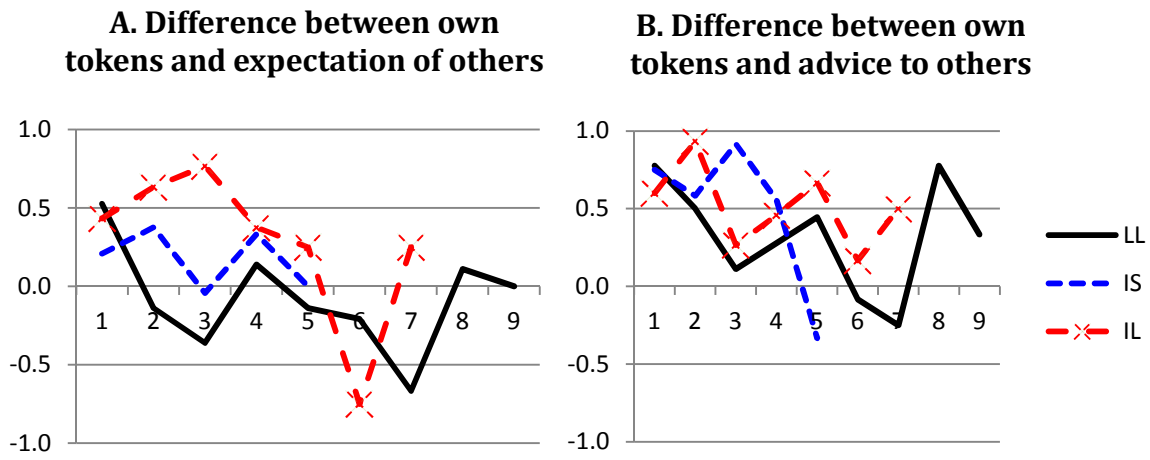 A. Difference between own
tokens and expectation of others
1.0
0.5
0.0
-0.5
-1.0
1 2 3 4 5 6 7 8 9
B. Difference between own
tokens and advice to others
1.0
0.5
0.0
-0.5
-1.0
1 2 3 4 5 6 7 8 9
LL
IS
IL